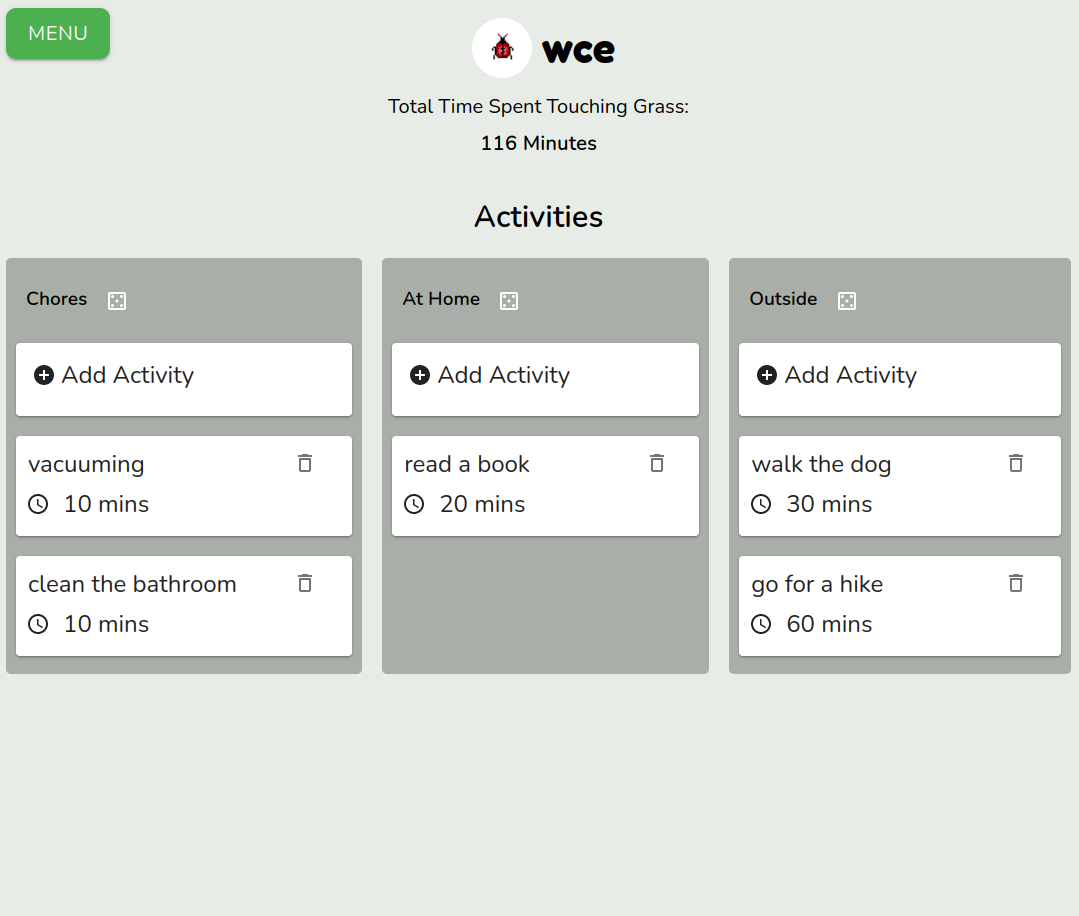 MENU
wce
Total Time Spent Touching Grass:
116 Minutes
Activities
Chores
Add Activity
vacuuming
10 mins
clean the bathroom
10 mins
At Home
Add Activity
read a book
20 mins
Outside
Add Activity
walk the dog
30 mins
go for a hike
60 mins